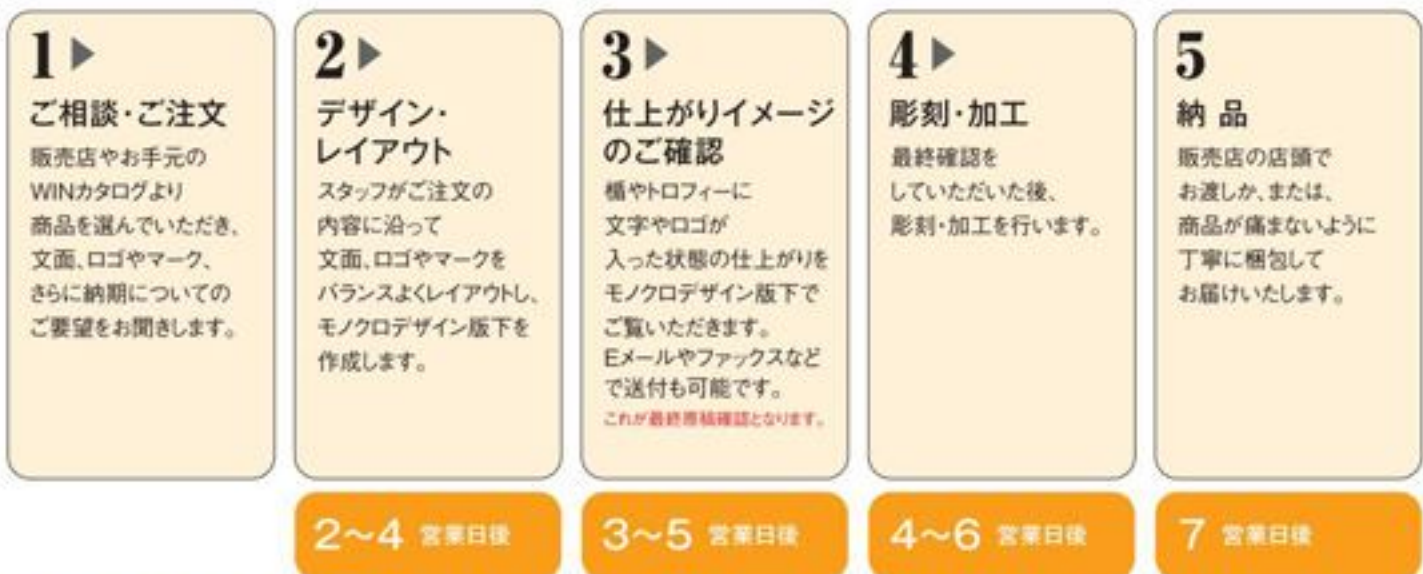 1
ご相談・ご注文
販売店やお手元の
WINカタログより
商品を選んでいただき、
文面、ロゴやマーク、
さらに納期についての
ご要望をお聞きします。
2
デザイン・
レイアウト
スタッフがご注文の
内容に沿って
文面、ロゴやマークを
バランスよくレイアウトし、
モノクロデザイン版下を
作成します。
2〜4 営業日後
3
仕上がりイメージ
のご確認
楯やトロフィーに
文字やロゴが
入った状態の仕上がりを
モノクロデザイン版下で
ご覧いただきます。
Eメールやファックスなど
で送付も可能です。
これが最終原稿確認となります。
3〜5 営業日後
4
彫刻・加工
最終確認を
していただいた後、
彫刻・加工を行います。
4〜6 営業日後
5
納 品
販売店の店頭で
お渡しか、または、
商品が痛まないように
丁寧に梱包して
お届けいたします。
7 営業日後